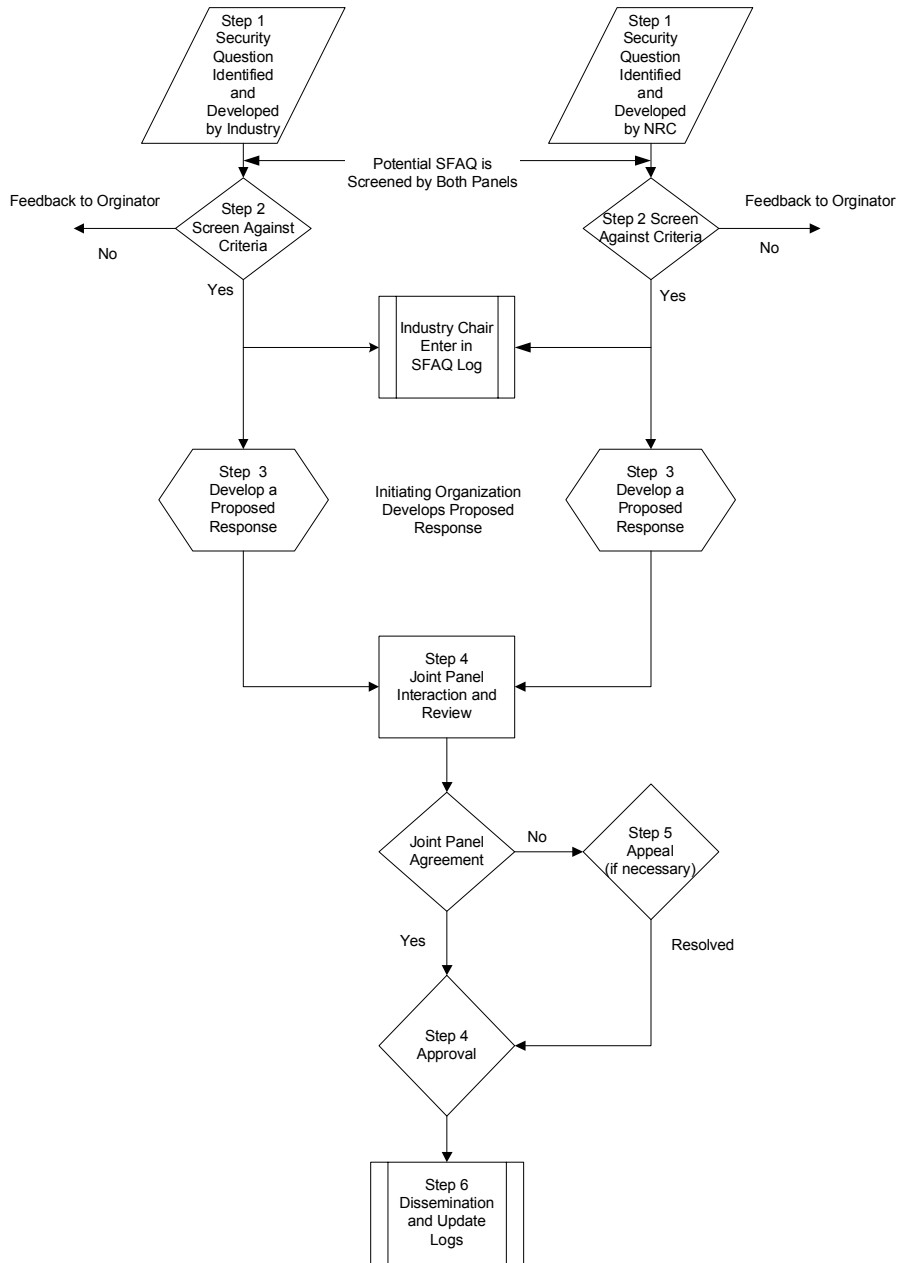 Step 1
Security
Question
Identified
and
Developed
by Industry
Step 1
Security
Question
Identified
and
Developed
by NRC
Potential SFAQ is
Screened by Both Panels
Feedback to Orginator
No
Step 2
Screen Against
Criteria
Yes
Step 2 Screen
Against Criteria
Feedback to Orginator
No
Yes
Industry Chair
Enter in
SFAQ Log
Step 3
Develop a
Proposed
Response
Initiating Organization
Develops Proposed
Response
Step 3
Develop a
Proposed
Response
Step 4
Joint Panel
Interaction and
Review
Joint Panel
Agreement
No
Step 5
Appeal
(if necessary)
Yes
Resolved
Step 4
Approval
Step 6
Dissemination
and Update
Logs